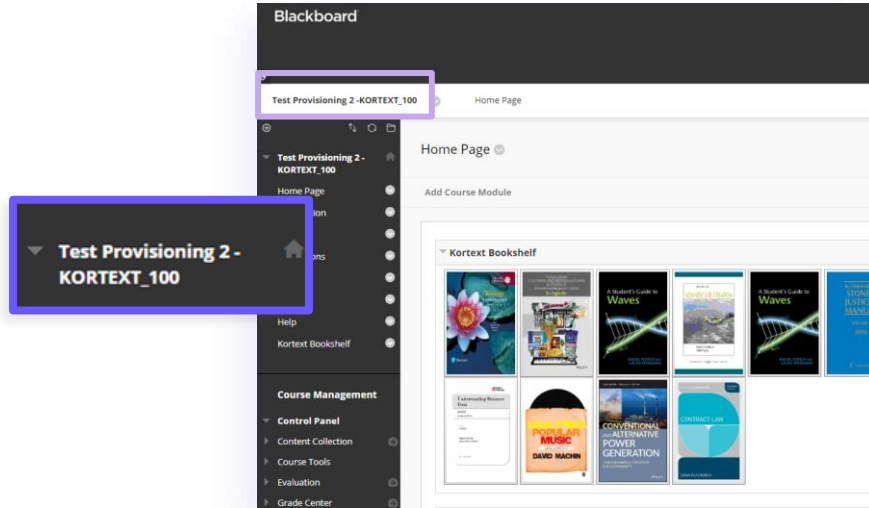 Blackboard
Test Provisioning 2 -KORTEXT_100
Home Page
Test Provisioning 2 -
KORTEXT_100
Home Page
Home Page
Add Course Module
Test Provisioning 2 -
KORTEXT_100
Kortext Bookshelf
Help
Kortext Bookshelf
A Student's Guide to
Waves
A Student's Guide to
Waves
Understanding Business
POPULAR
MUSIC
DAVID MACHIN
CONVENTIONAL
AND ALTERNATIVE
POWER
GENERATION
CONTRACT LAW
Course Management
Control Panel
Content Collection
Course Tools
Evaluation
Grade Center